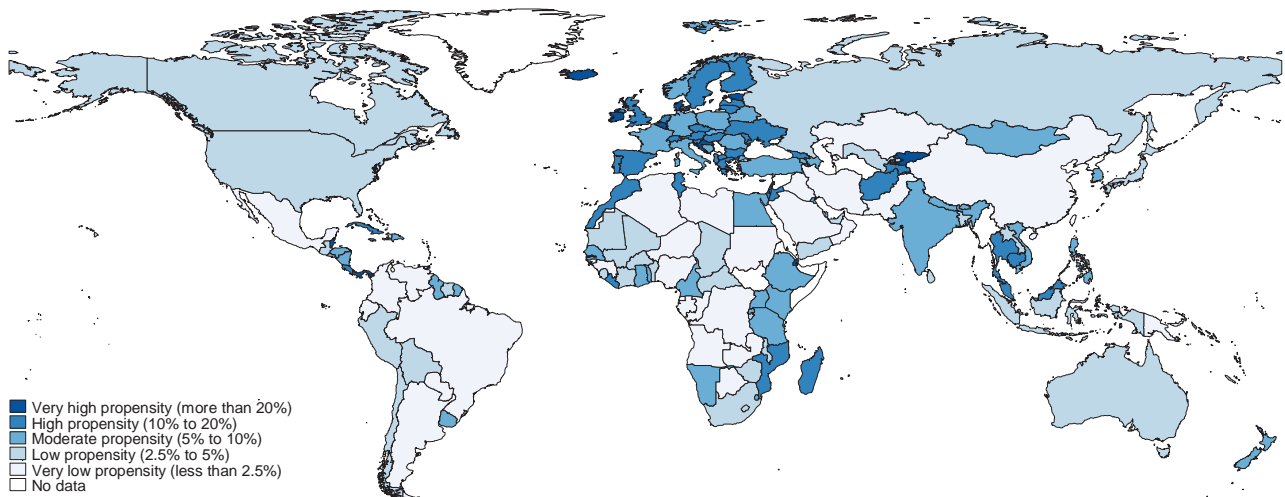 Very high propensity (more than 20%)
High propensity (10% to 20%)
Moderate propensity (5% to 10%)
Low propensity (2.5% to 5%)
Very low propensity (less than 2.5%)
No data